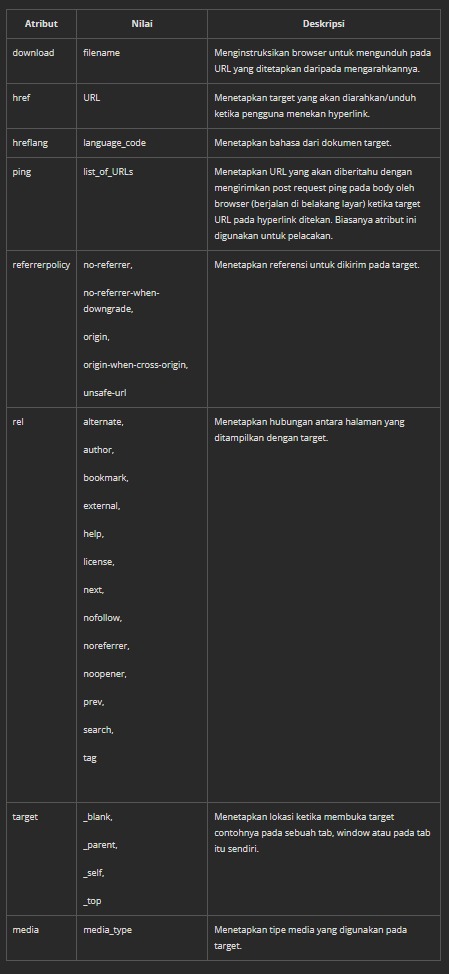 Atribut Nilai Deskripsi
download filename Menginstruksikan browser untuk mengunduh pada
URL yang ditetapkan daripada mengarahkannya.
href URL Menetapkan target yang akan diarahkan/unduh
ketika pengguna menekan hyperlink.
hreflang language_code Menetapkan bahasa dari dokumen target.
ping list_of_URLs Menetapkan URL yang akan diberitahu dengan
mengirimkan post request ping pada body oleh
browser (berjalan di belakang layar) ketika target
URL pada hyperlink ditekan. Biasanya atribut ini
digunakan untuk pelacakan.
referrerpolicy no-referrer, Menetapkan referensi untuk dikirim pada target.
no-referrer-when-
downgrade,
origin,
origin-when-cross-origin,
unsafe-url
rel alternate, Menetapkan hubungan antara halaman yang
ditampilkan dengan target.
author,
bookmark,
external,
help,
license,
next,
nofollow,
noreferrer,
noopener,
prev,
search,
tag
target _blank, Menetapkan lokasi ketika membuka target
contohnya pada sebuah tab, window atau pada tab
itu sendiri.
_parent,
_self,
_top
media media_type Menetapkan tipe media yang digunakan pada
target.